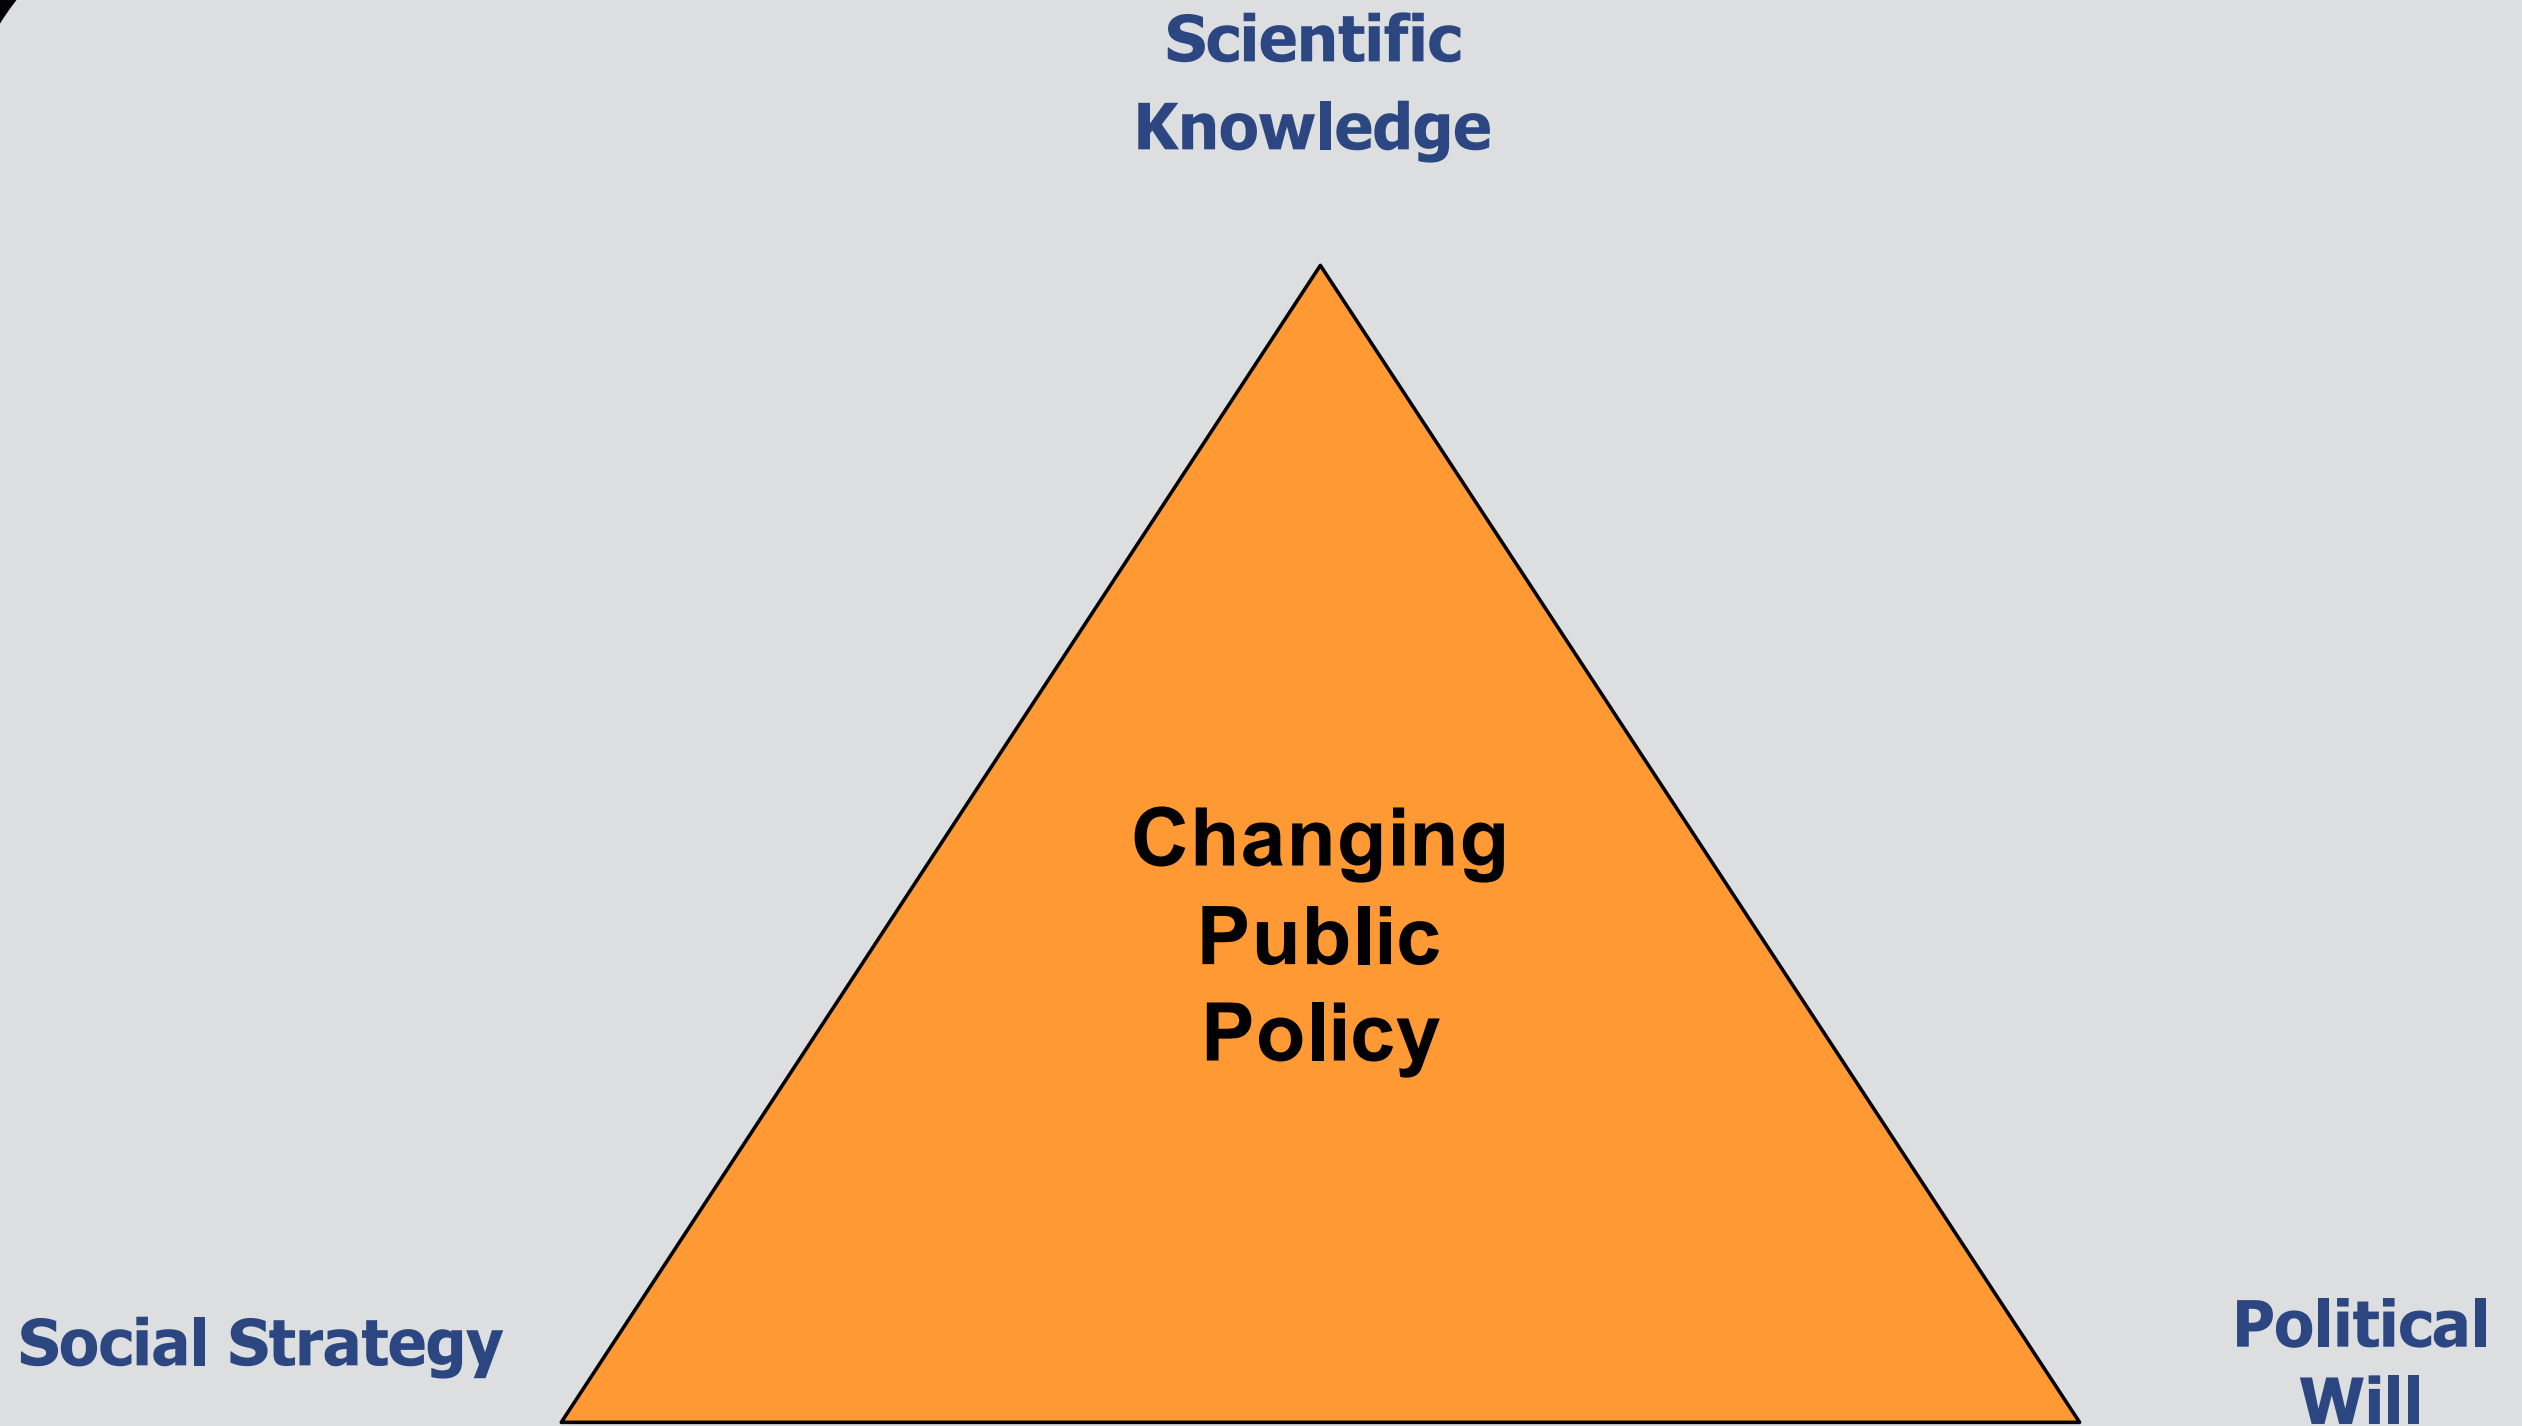 Scientific
Knowledge
Changing
Public
Policy
Social Strategy
Political
Will